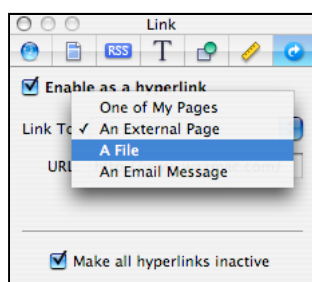 Link
RSS T
Enable as a hyperlink
One of My Pages
Link To ✓ An External Page
A File
URL
An Email Message
Make all hyperlinks inactive